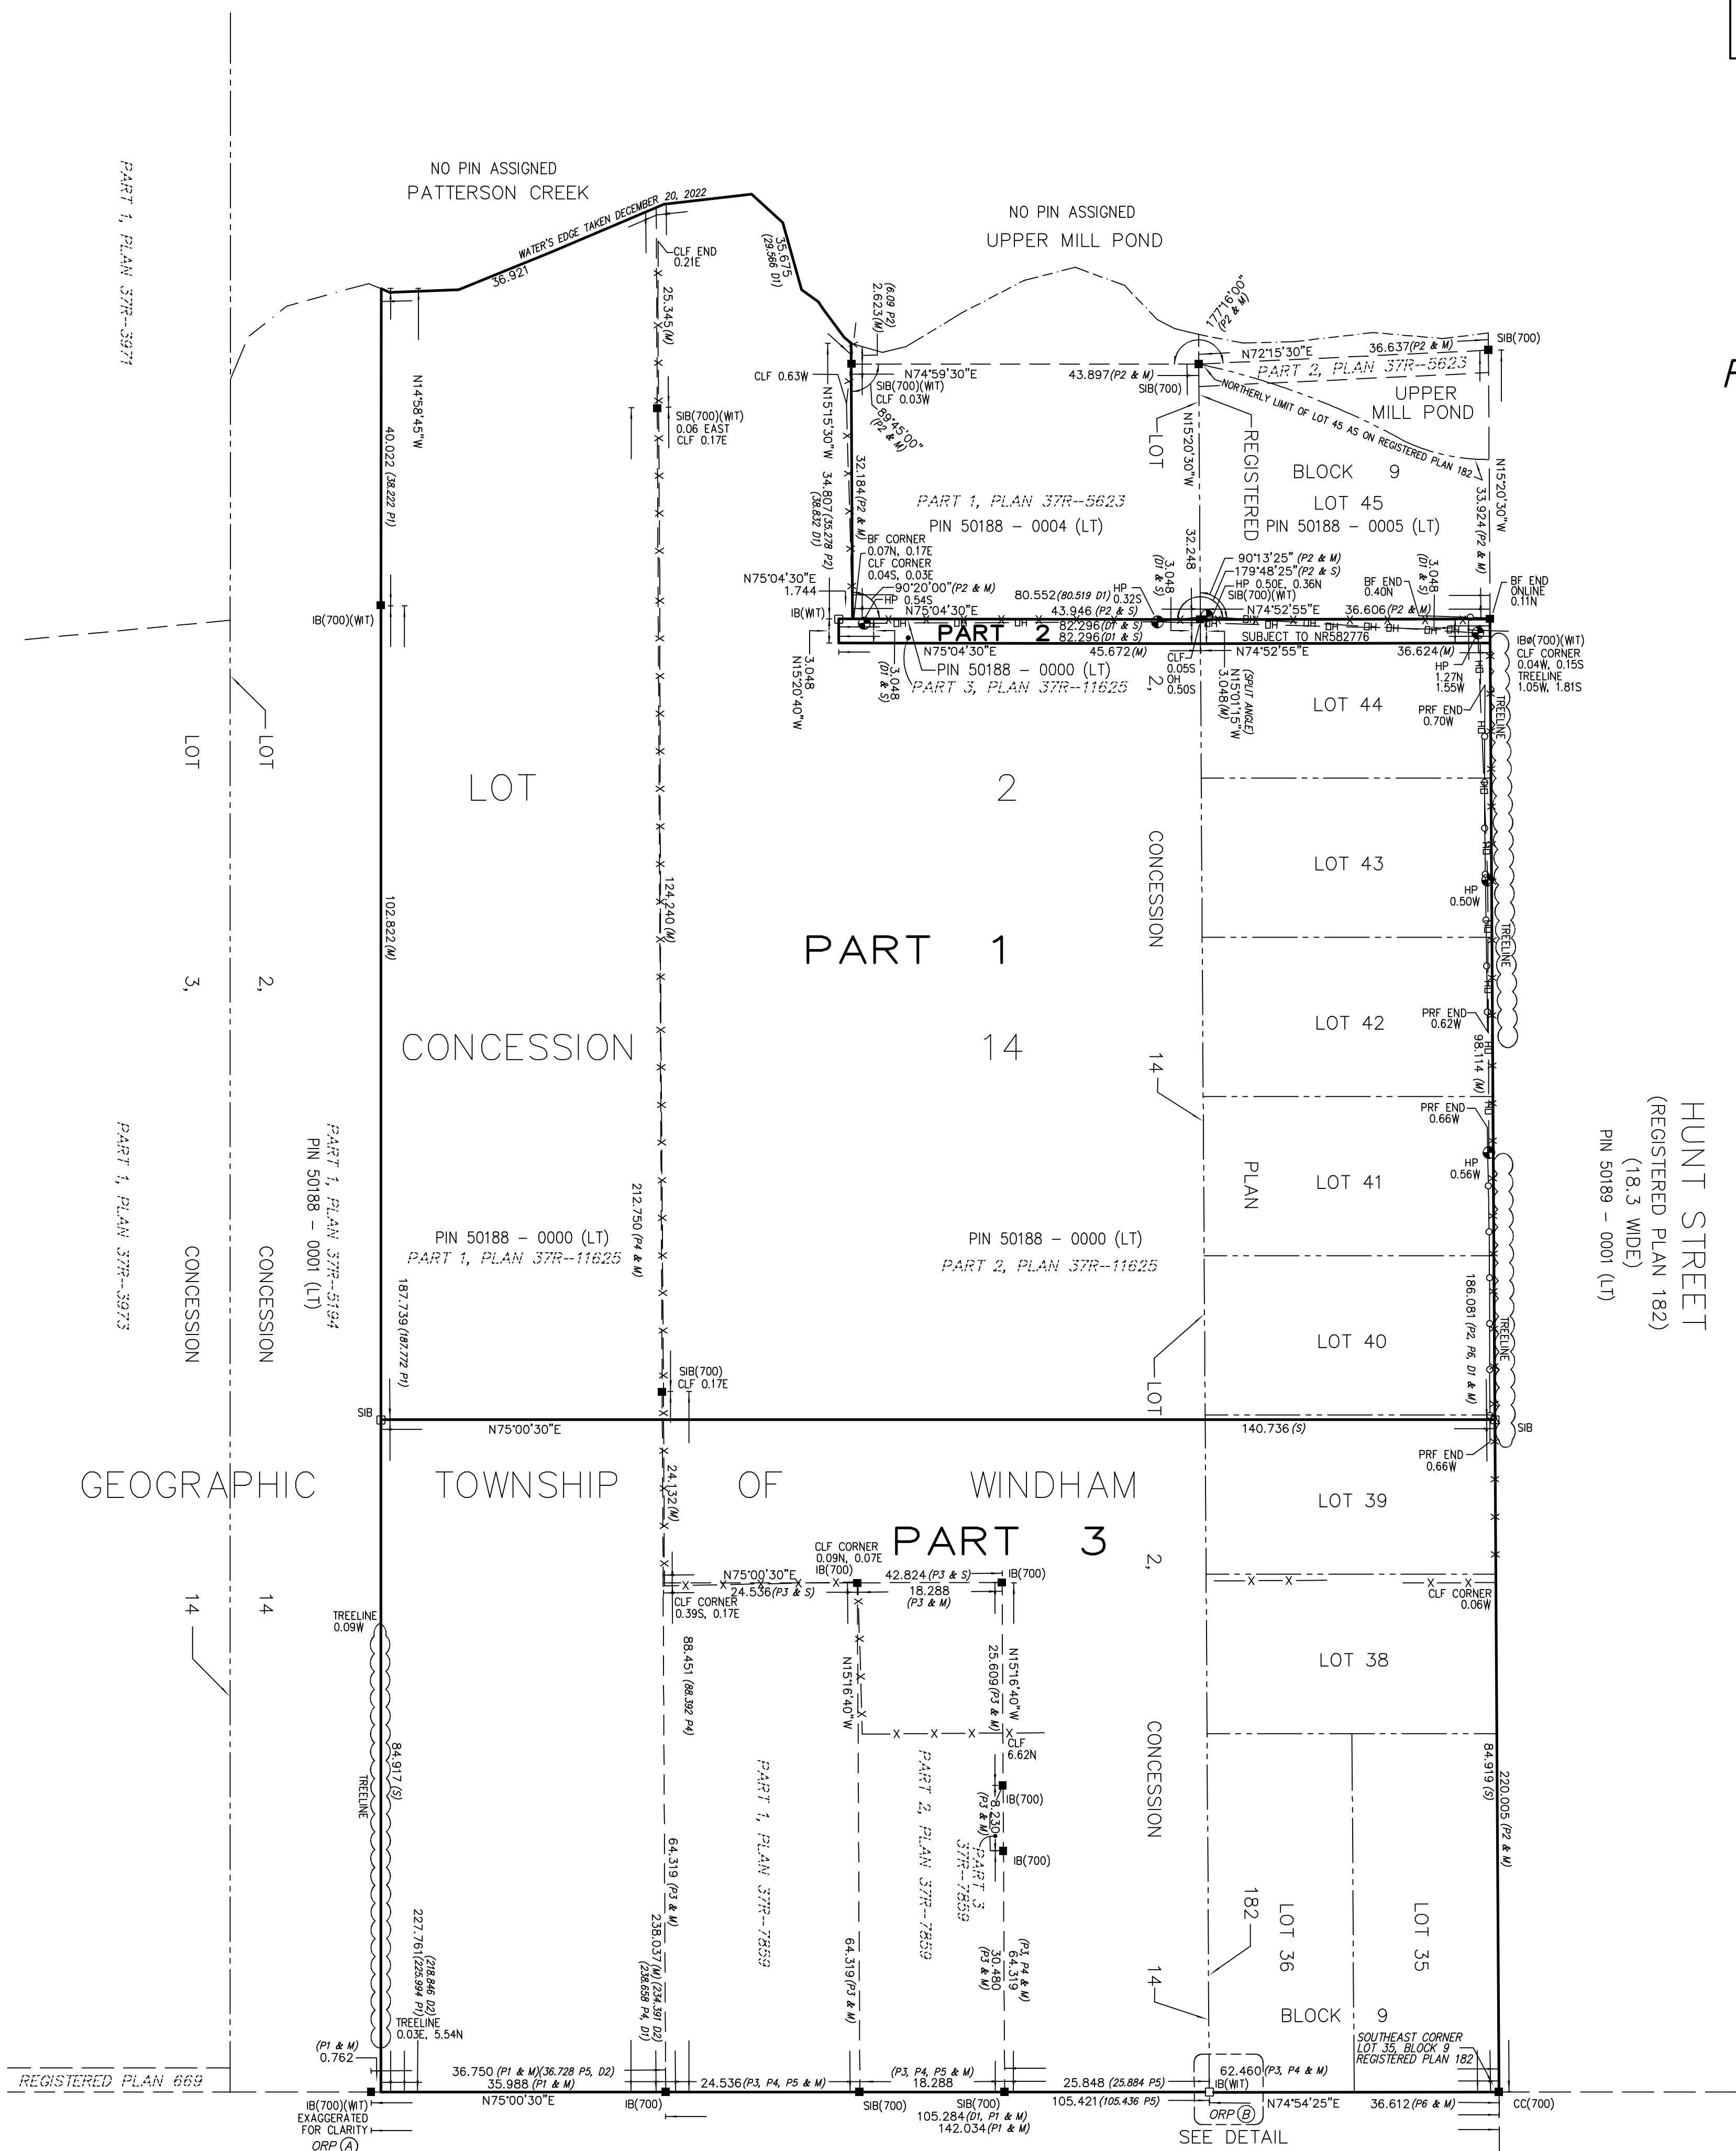 NO PIN ASSIGNED
PATTERSON CREEK
WATER'S EDGE TAKEN DECEMBER 20, 2022
36.921
35.675
(29.566 D1)
NO PIN ASSIGNED
UPPER MILL POND
PART 1, PLAN 37R-3971
CLF END
0.21E
25.345(M)
SIB(700)(WIT)
0.06 EAST
CLF 0.17E
CLF 0.63W
(6.09 P2)
2.623(M)
N74°59'30"E
SIB(700)(WIT)
CLF 0.03W
89°45'00"
(P2 & M)
43.897(P2 & M)
SIB(700)
177°16'00"
(P2 & M)
N72°15'30"E
36.637(P2 & M)
SIB(700)
PART 2, PLAN 37R-5623
UPPER
MILL POND
NORTHERLY LIMIT OF LOT 45 AS ON REGISTERED PLAN 182
N15°20'30"W
33.924(P2 & M)
N15°20'30"W
32.248
LOT
REGISTERED
BLOCK 9
LOT 45
PIN 50188 - 0005 (LT)
PART 1, PLAN 37R-5623
PIN 50188 - 0004 (LT)
N14°58'45"W
40.022 (38.222 P1)
N15°15'30"W 34.807(35.278 P2)
(38.832 D1)
32.184(P2 & M)
BF CORNER
0.07N, 0.17E
CLF CORNER
0.04S, 0.03E
90°20'00"(P2 & M)
HP 0.54S
N75°04'30"E
1.744
IB(WIT)
N75°04'30"E
80.552(80.519 D1)
43.946 (P2 & S)
82.296(D1 & S)
82.296(D1 & S)
HP
0.32S
3.048
(D1 & S)
90°13'25" (P2 & M)
179°48'25"(P2 & S)
HP 0.50E, 0.36N
SIB(700)(WIT)
N74°52'55"E
36.606(P2 & M)
BF END
0.40N
3.048
(D1 & S)
BF END
ONLINE
0.11N
IBø(700)(WIT)
CLF CORNER
0.04W, 0.15S
TREELINE
1.05W, 1.81S
PART 2
SUBJECT TO NR582776
N75°04'30"E
45.672(M)
N74°52'55"E
36.624(M)
HP
1.27N
1.55W
3.048
N15°20'40"W
3.048
(D1 & S)
PIN 50188 - 0000 (LT)
PART 3, PLAN 37R-11625
CLF
0.05S
OH
0.50S
(SPLIT ANGLE)
N15°01'15"W
3.048(M)
2,
IB(700)(WIT)
LOT 44
PRF END
0.70W
TREELINE
LOT 2
LOT
LOT
2,
3,
102.822(M)
124.240(M)
PART 1
CONCESSION
LOT 43
HP
0.50W
TREELINE
CONCESSION 14
14
LOT 42
PRF END
0.62W
98.114 (M)
PRF END
0.66W
HP
0.56W
LOT 41
PLAN
HUNT STREET
(REGISTERED PLAN 182)
(18.3 WIDE)
PIN 50189 - 0001 (LT)
PART 1, PLAN 37R-3973
PART 1, PLAN 37R-5194
PIN 50188 - 0001 (LT)
212.750 (P4 & M)
PIN 50188 - 0000 (LT)
PART 1, PLAN 37R-11625
PIN 50188 - 0000 (LT)
PART 2, PLAN 37R-11625
CONCESSION
CONCESSION
187.739 (187.772 P1)
186.081 (P2, P6, D1 & M)
TREELINE
LOT 40
LOT
SIB(700)
CLF 0.17E
SIB
N75°00'30"E
140.736(S)
SIB
PRF END
0.66W
GEOGRAPHIC TOWNSHIP OF WINDHAM
24.132(M)
LOT 39
PART 3
2,
CLF CORNER
0.09N, 0.07E
IB(700)
N75°00'30"E
24.536(P3 & S)
42.824(P3 & S)
18.288
(P3 & M)
IB(700)
CLF CORNER
0.39S, 0.17E
CLF CORNER
0.06W
14
14
TREELINE
0.09W
LOT 38
88.451 (88.392 P4)
N15°16'40"W
N15°16'40"W
25.609(P3 & M)
CLF
6.62N
CONCESSION
84.917 (S)
TREELINE
PART 1, PLAN 37R-7859
PART 2, PLAN 37R-7859
IB(700)
8.230
(P3 & M)
PART 3
37R-7859
IB(700)
84.919 (S)
220.005 (P2 & M)
64.319 (P3 & M)
64.319(P3 & M)
(P3, P4 & M)
64.319
30.480
(P3 & M)
182
LOT 36
LOT 35
14
227.761(225.994 P1)
(218.846 D2)
238.037(M)(234.391 D2)
(238.658 P4, D1)
TREELINE
0.03E, 5.54N
BLOCK 9
SOUTHEAST CORNER
LOT 35, BLOCK 9
REGISTERED PLAN 182
(P1 & M)
0.762
36.750 (P1 & M)(36.728 P5, D2)
35.988 (P1 & M)
N75°00'30"E
24.536(P3, P4, P5 & M)
(P3, P4, P5 & M)
18.288
25.848 (25.884 P5)
62.460(P3, P4 & M)
IB(WIT)
REGISTERED PLAN 669
IB(700)(WIT)
EXAGGERATED
FOR CLARITY
ORP A
IB(700)
SIB(700)
SIB(700)
105.421(105.436 P5)
105.284(D1, P1 & M)
142.034(P1 & M)
ORP B
SEE DETAIL
N74°54'25"E
36.612(P6 & M)
CC(700)